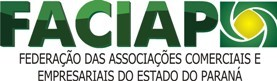 FACIAP
FEDERAÇÃO DAS ASSOCIAÇÕES COMERCIAIS E
EMPRESARIAIS DO ESTADO DO PARANÁ